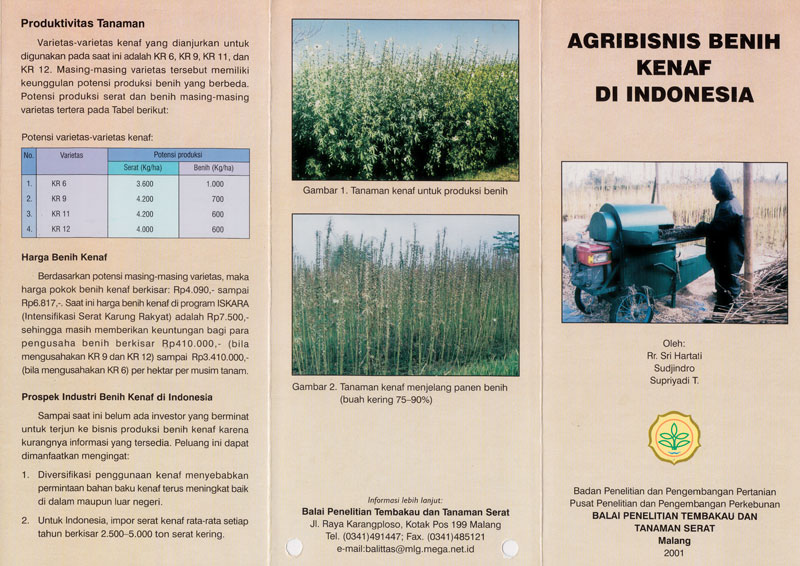 Produktivitas Tanaman
Varietas-varietas kenaf yang dianjurkan untuk
digunakan pada saat ini adalah KR 6, KR 9, KR 11, dan
KR 12. Masing-masing varietas tersebut memiliki
keunggulan potensi produksi benih yang berbeda.
Potensi produksi serat dan benih masing-masing
varietas tertera pada Tabel berikut:
Potensi varietas-varietas kenaf:
No. Varietas Potensi produksi
Serat (Kg/ha) Benih (Kg/ha)
1. KR 6 3.600 1.000
2. KR 9 4.200 700
3. KR 11 4.200 600
4. KR 12 4.000 600
Harga Benih Kenaf
Berdasarkan potensi masing-masing varietas, maka
harga pokok benih kenaf berkisar: Rp4.090,- sampai
Rp6.817,-. Saat ini harga benih kenaf di program ISKARA
(Intensifikasi Serat Karung Rakyat) adalah Rp7.500,-
sehingga masih memberikan keuntungan bagi para
pengusaha benih berkisar Rp410.000,- (bila
mengusahakan KR 9 dan KR 12) sampai Rp3.410.000,-
(bila mengusahakan KR 6) per hektar per musim tanam.
Prospek Industri Benih Kenaf di Indonesia
Sampai saat ini belum ada investor yang berminat
untuk terjun ke bisnis produksi benih kenaf karena
kurangnya informasi yang tersedia. Peluang ini dapat
dimanfaatkan mengingat:
1. Diversifikasi penggunaan kenaf menyebabkan
permintaan bahan baku kenaf terus meningkat baik
di dalam maupun luar negeri.
2. Untuk Indonesia, impor serat kenaf rata-rata setiap
tahun berkisar 2.500–5.000 ton serat kering.
Gambar 1. Tanaman kenaf untuk produksi benih
Gambar 2. Tanaman kenaf menjelang panen benih
(buah kering 75–90%)
Informasi lebih lanjut:
Balai Penelitian Tembakau dan Tanaman Serat
Jl. Raya Karangploso, Kotak Pos 199 Malang
Tel. (0341)491447; Fax. (0341)485121
e-mail:balittas@mlg.mega.net.id
AGRIBISNIS BENIH
KENAF
DI INDONESIA
Oleh:
Rr. Sri Hartati
Sudjindro
Supriyadi T.
Badan Penelitian dan Pengembangan Pertanian
Pusat Penelitian dan Pengembangan Perkebunan
BALAI PENELITIAN TEMBAKAU DAN
TANAMAN SERAT
Malang
2001